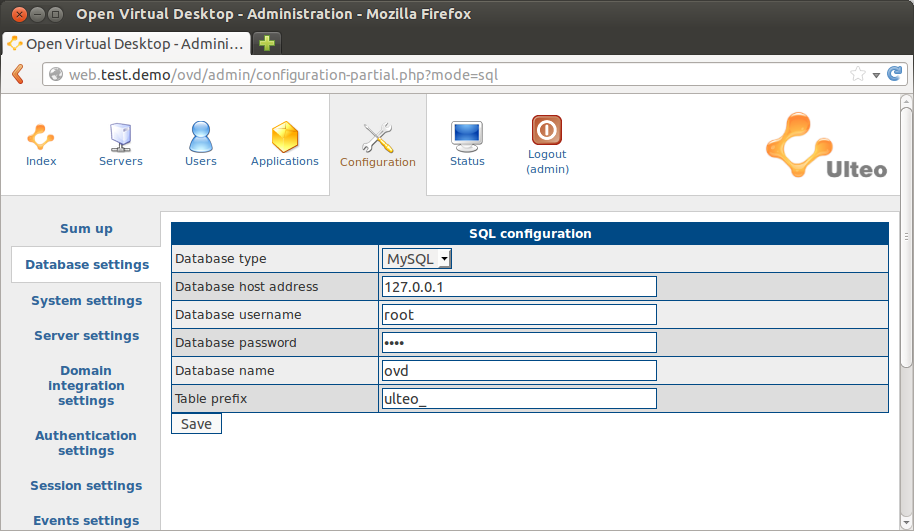 Open Virtual Desktop - Administration - Mozilla Firefox
Open Virtual Desktop - Admini...
web.test.demo/ovd/admin/configuration-partial.php?mode=sql
Index
Servers
Users
Applications
Configuration
Status
Logout
(admin)
Ulteo
Sum up
Database settings
System settings
Server settings
Domain
integration
settings
Authentication
settings
Session settings
Events settings
SQL configuration
Database type MySQL
Database host address 127.0.0.1
Database username root
Database password ••••
Database name ovd
Table prefix ulteo_
Save